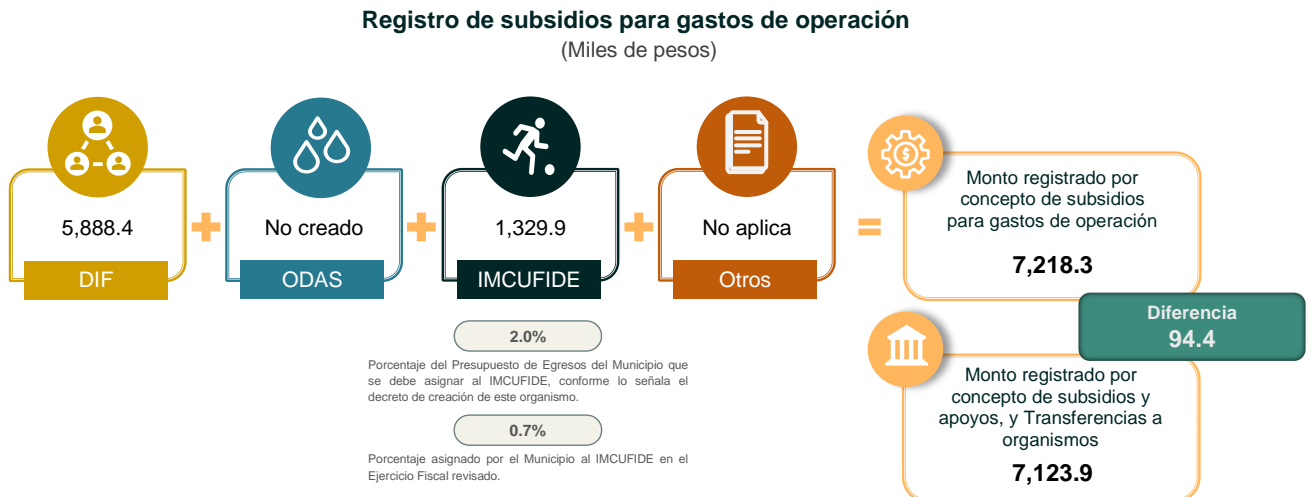 Registro de subsidios para gastos de operación
(Miles de pesos)
5,888.4
DIF
No creado
ODAS
1,329.9
IMCUFIDE
No aplica
Otros
Monto registrado por
concepto de subsidios
para gastos de operación
7,218.3
Diferencia
94.4
Monto registrado por
concepto de subsidios y
apoyos, y Transferencias a
organismos
7,123.9
2.0%
Porcentaje del Presupuesto de Egresos del Municipio que
se debe asignar al IMCUFIDE, conforme lo señala el
decreto de creación de este organismo.
0.7%
Porcentaje asignado por el Municipio al IMCUFIDE en el
Ejercicio Fiscal revisado.